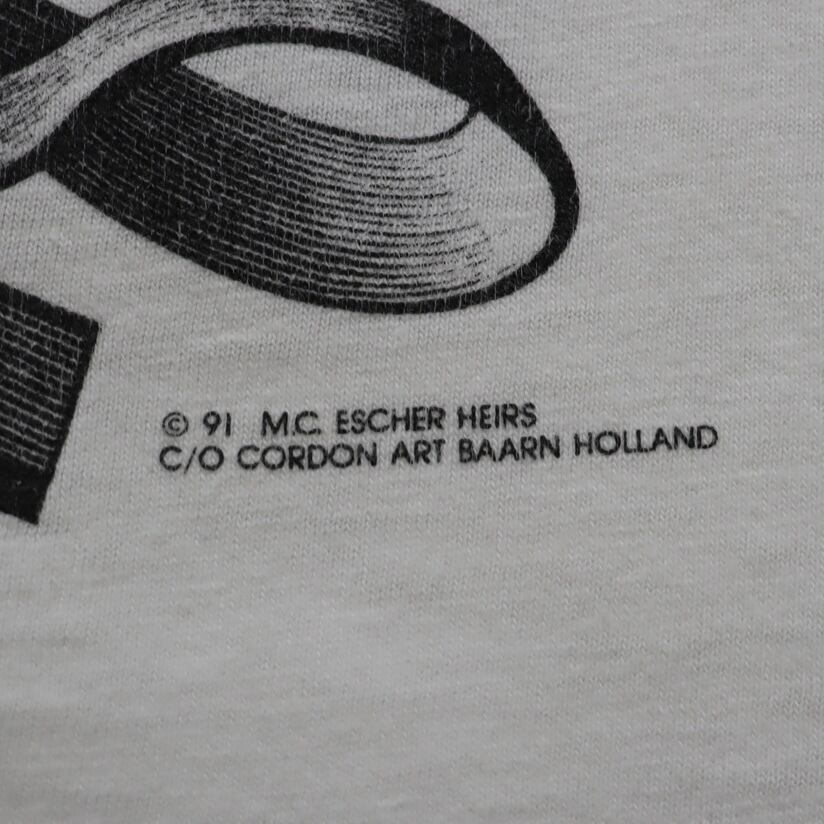 © 91 M.C. ESCHER HEIRS
C/O CORDON ART BAARN HOLLAND